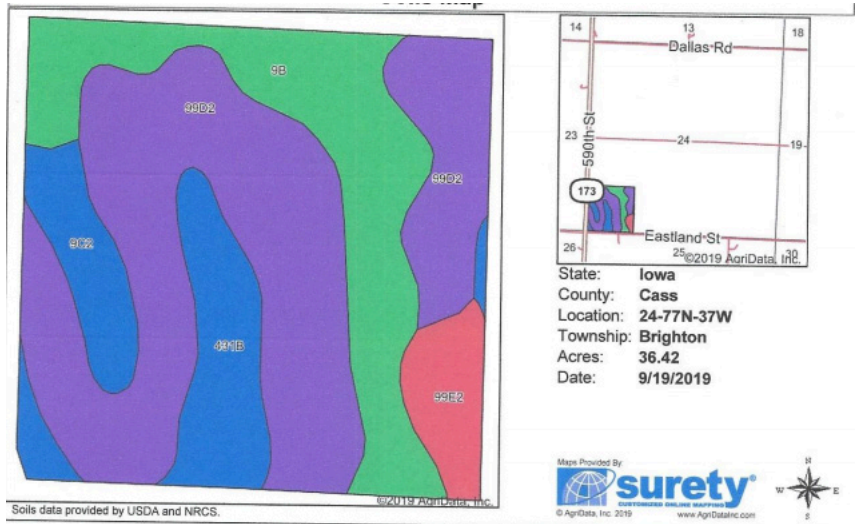 9B
99D2
99D2
9C2
491B
99E2
©2019 AgriData, Inc.
Soils data provided by USDA and NRCS.
14
13
18
Dallas Rd
590th St
23
24
19
173
Eastland St
26
25
©2019 AgriData, Inc.
30
State: Iowa
County: Cass
Location: 24-77N-37W
Township: Brighton
Acres: 36.42
Date: 9/19/2019
Maps Provided By
surety®
CUSTOMIZED ONLINE MAPPING
© AgriData, Inc. 2019 www.AgriDataInc.com
N
W E
S